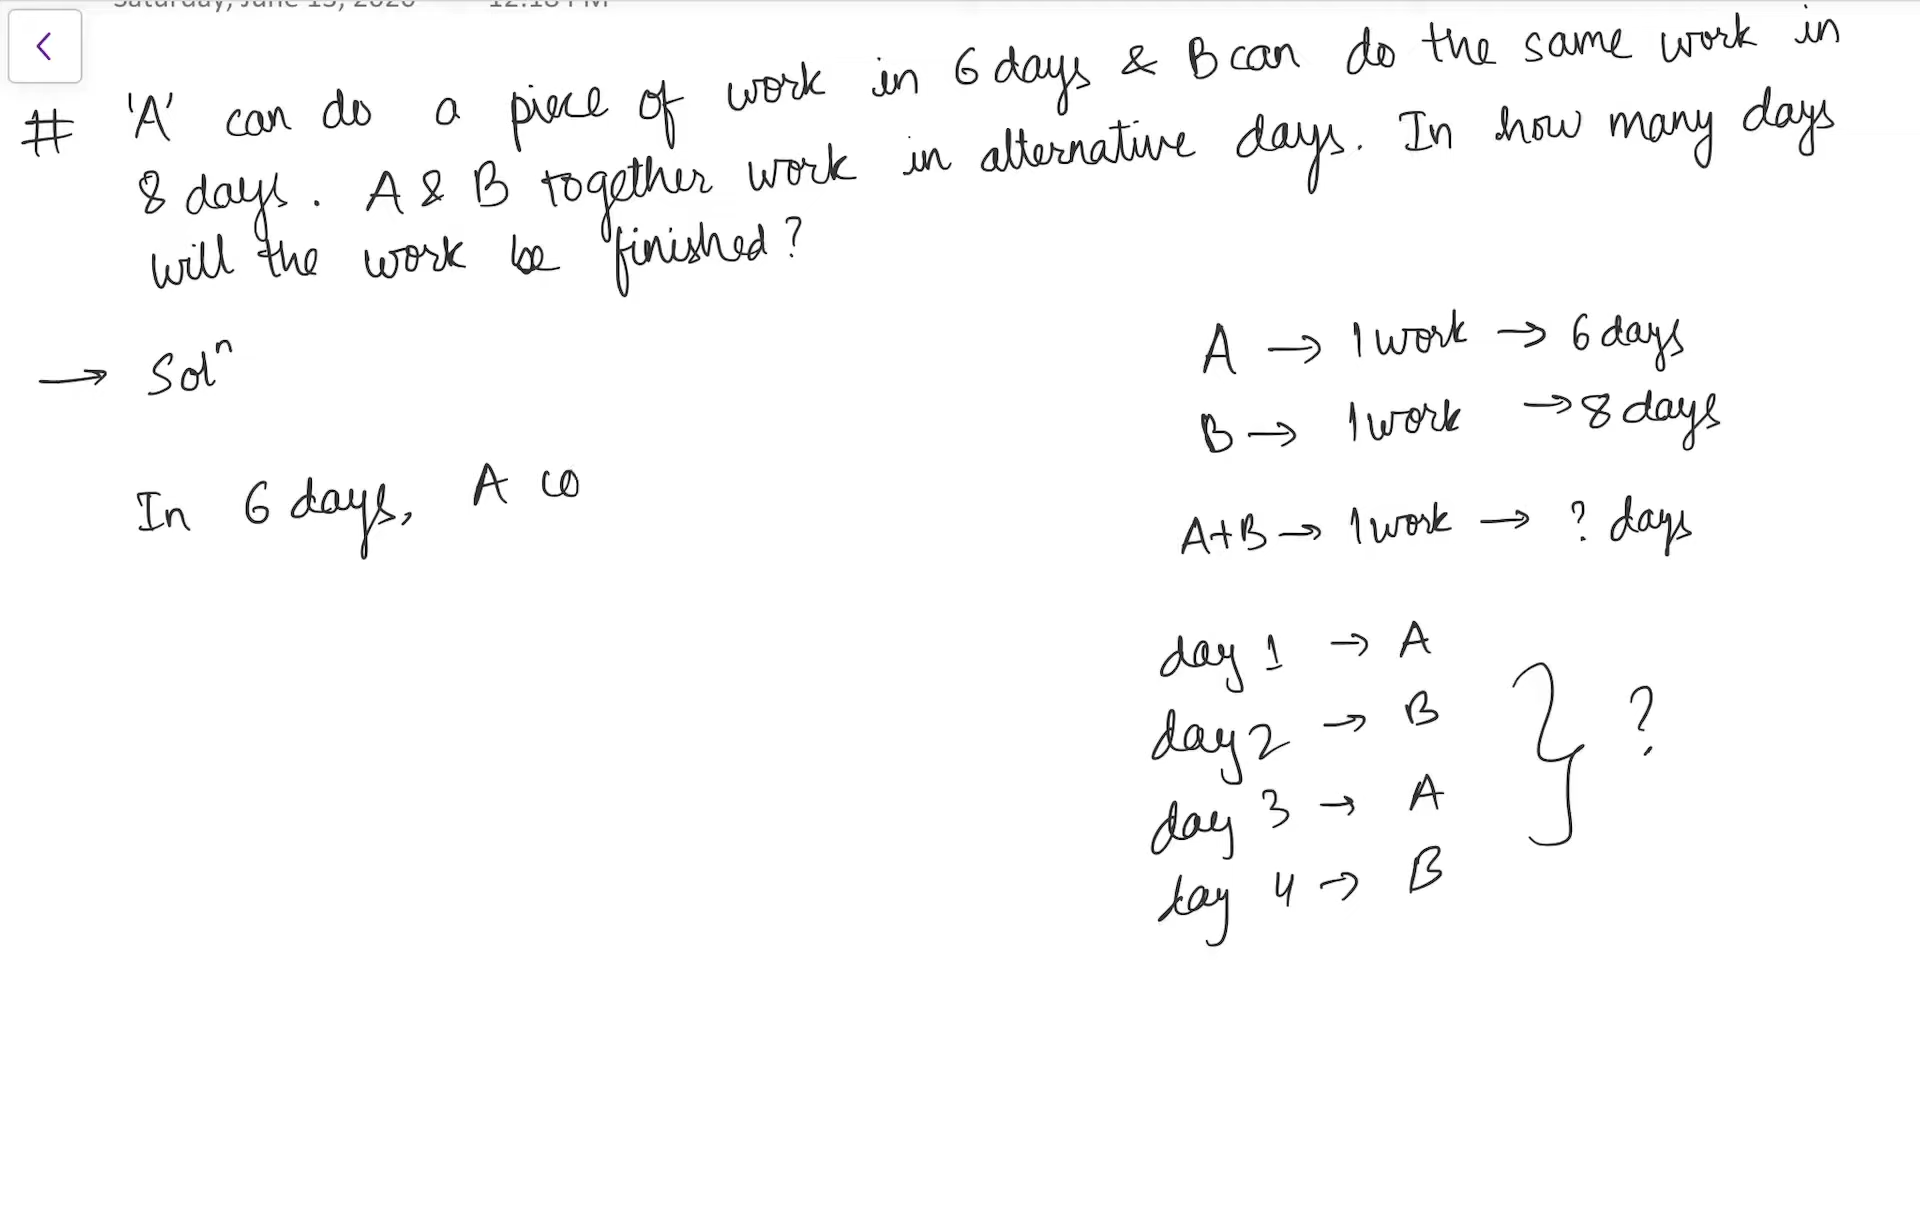 # 'A' can do a piece of work in 6 days & B can do the same work in
8 days. A & B together work in alternative days. In how many days
will the work be finished?
→ Solⁿ
In 6 days, A co
A → 1 work → 6 days
B → 1 work → 8 days
A+B → 1 work → ? days
day 1 → A
day 2 → B
day 3 → A
day 4 → B
} ?